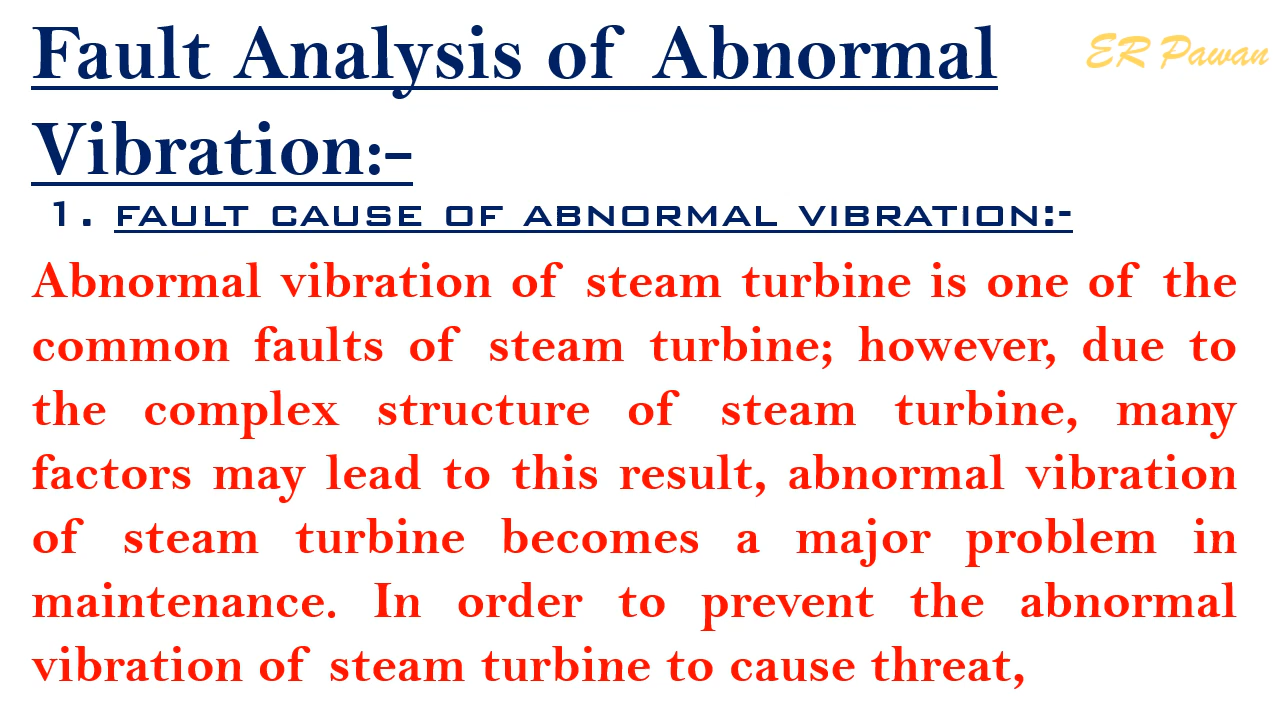 Fault Analysis of Abnormal
ER Pawan
Vibration:-
1. FAULT CAUSE OF ABNORMAL VIBRATION:-
Abnormal vibration of steam turbine is one of the
common faults of steam turbine; however, due to
the complex structure of steam turbine, many
factors may lead to this result, abnormal vibration
of steam turbine becomes a major problem in
maintenance. In order to prevent the abnormal
vibration of steam turbine to cause threat,